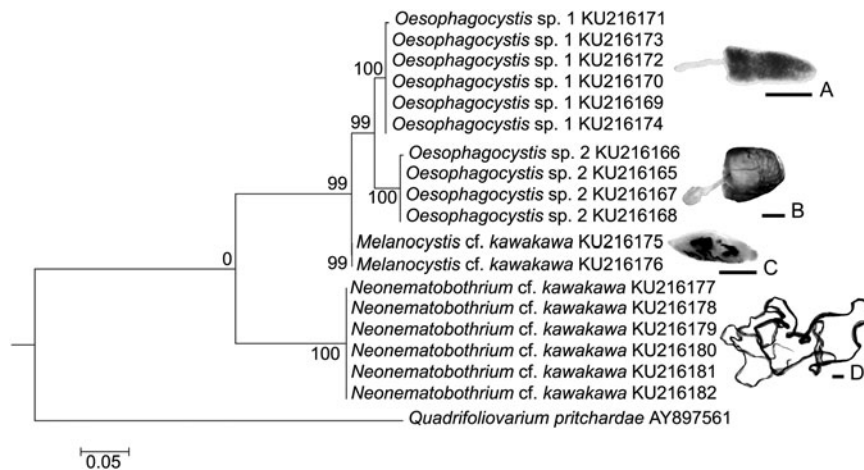 Oesophagocystis sp. 1 KU216171
Oesophagocystis sp. 1 KU216173
Oesophagocystis sp. 1 KU216172
Oesophagocystis sp. 1 KU216170
Oesophagocystis sp. 1 KU216169
Oesophagocystis sp. 1 KU216174
100
A
99
Oesophagocystis sp. 2 KU216166
Oesophagocystis sp. 2 KU216165
Oesophagocystis sp. 2 KU216167
Oesophagocystis sp. 2 KU216168
100
B
99
Melanocystis cf. kawakawa KU216175
Melanocystis cf. kawakawa KU216176
99
C
0
Neonematobothrium cf. kawakawa KU216177
Neonematobothrium cf. kawakawa KU216178
Neonematobothrium cf. kawakawa KU216179
Neonematobothrium cf. kawakawa KU216180
Neonematobothrium cf. kawakawa KU216181
Neonematobothrium cf. kawakawa KU216182
100
D
Quadrifoliovarium pritchardae AY897561
0.05